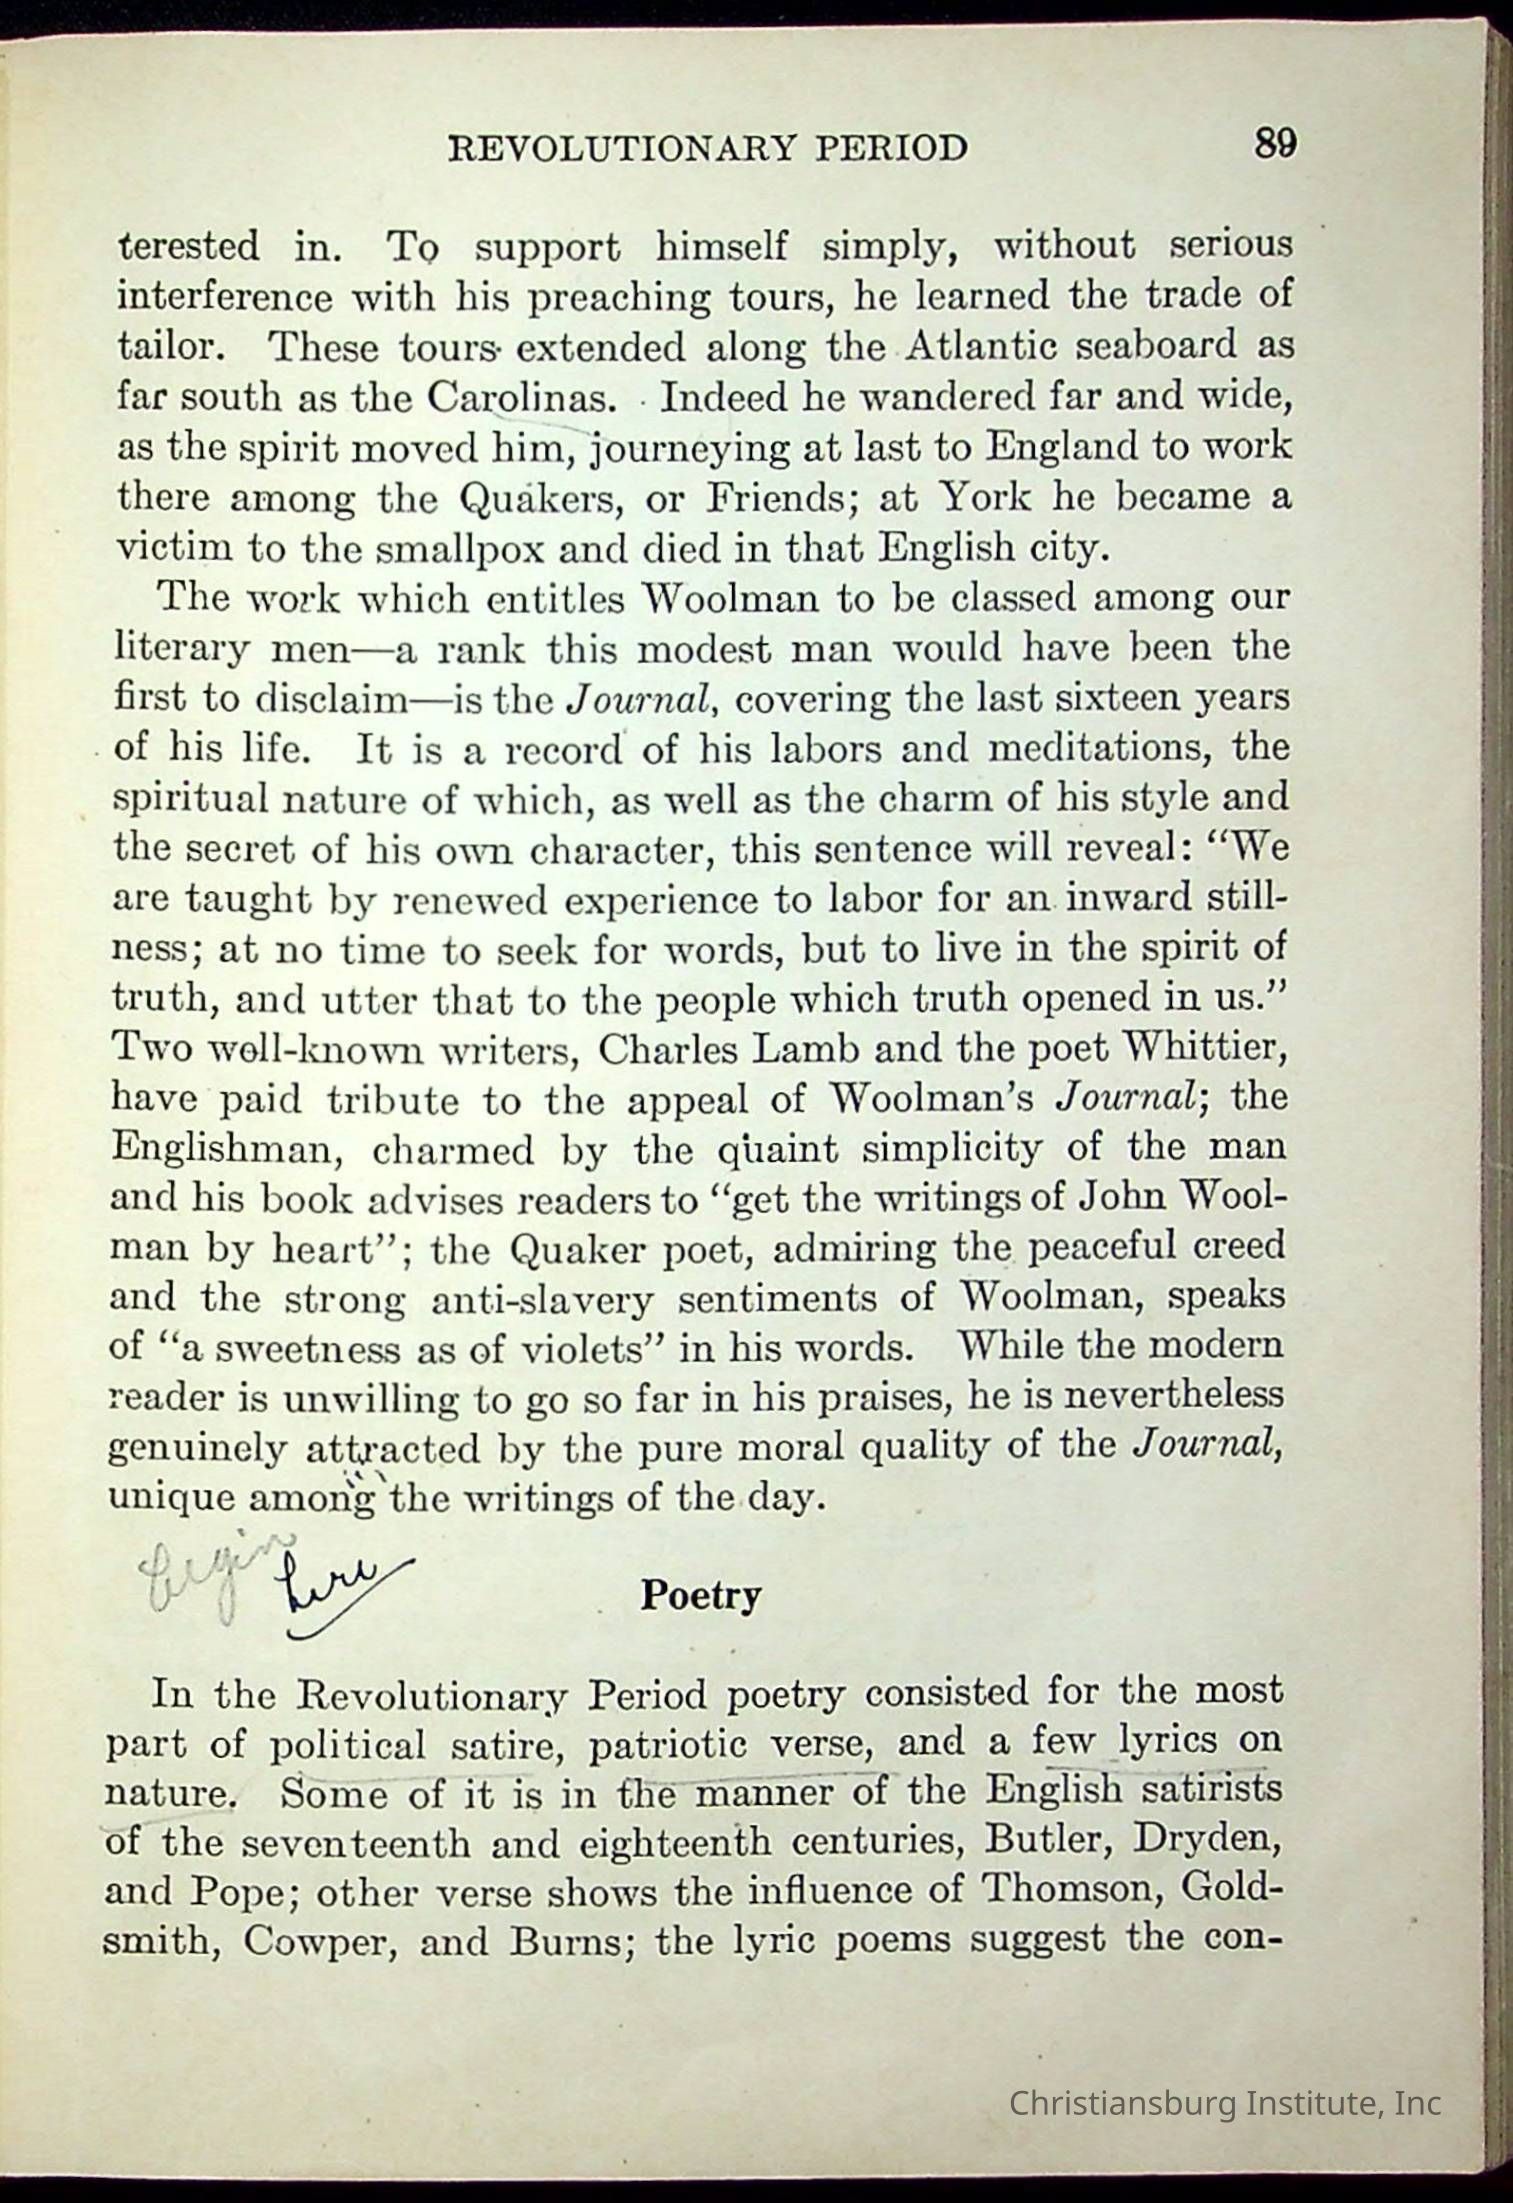 REVOLUTIONARY PERIOD 89
terested in. To support himself simply, without serious
interference with his preaching tours, he learned the trade of
tailor. These tours extended along the Atlantic seaboard as
far south as the Carolinas. Indeed he wandered far and wide,
as the spirit moved him, journeying at last to England to work
there among the Quakers, or Friends; at York he became a
victim to the smallpox and died in that English city.
The work which entitles Woolman to be classed among our
literary men—a rank this modest man would have been the
first to disclaim—is the Journal, covering the last sixteen years
of his life. It is a record of his labors and meditations, the
spiritual nature of which, as well as the charm of his style and
the secret of his own character, this sentence will reveal: “We
are taught by renewed experience to labor for an inward still-
ness; at no time to seek for words, but to live in the spirit of
truth, and utter that to the people which truth opened in us.”
Two well-known writers, Charles Lamb and the poet Whittier,
have paid tribute to the appeal of Woolman’s Journal; the
Englishman, charmed by the quaint simplicity of the man
and his book advises readers to “get the writings of John Wool-
man by heart”; the Quaker poet, admiring the peaceful creed
and the strong anti-slavery sentiments of Woolman, speaks
of “a sweetness as of violets” in his words. While the modern
reader is unwilling to go so far in his praises, he is nevertheless
genuinely attracted by the pure moral quality of the Journal,
unique among the writings of the day.
Poetry
In the Revolutionary Period poetry consisted for the most
part of political satire, patriotic verse, and a few lyrics on
nature. Some of it is in the manner of the English satirists
of the seventeenth and eighteenth centuries, Butler, Dryden,
and Pope; other verse shows the influence of Thomson, Gold-
smith, Cowper, and Burns; the lyric poems suggest the con-
Christiansburg Institute, Inc